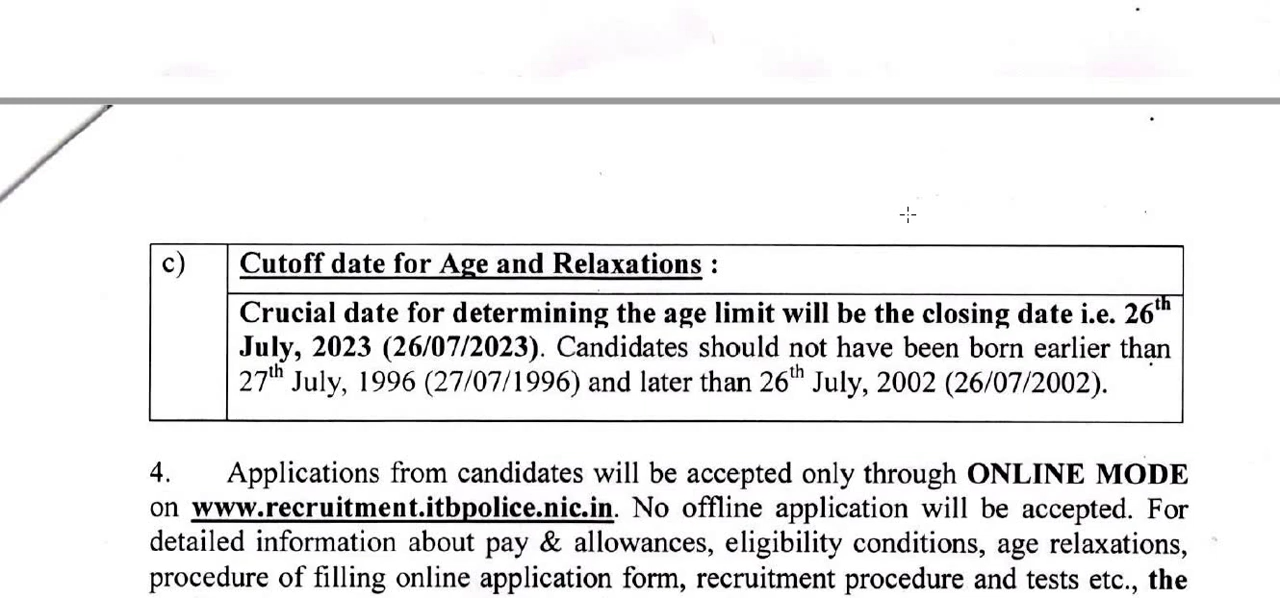 c)
Cutoff date for Age and Relaxations :
Crucial date for determining the age limit will be the closing date i.e. 26th
July, 2023 (26/07/2023). Candidates should not have been born earlier than
27th July, 1996 (27/07/1996) and later than 26th July, 2002 (26/07/2002).
4. Applications from candidates will be accepted only through ONLINE MODE
on www.recruitment.itbpolice.nic.in. No offline application will be accepted. For
detailed information about pay & allowances, eligibility conditions, age relaxations,
procedure of filling online application form, recruitment procedure and tests etc., the